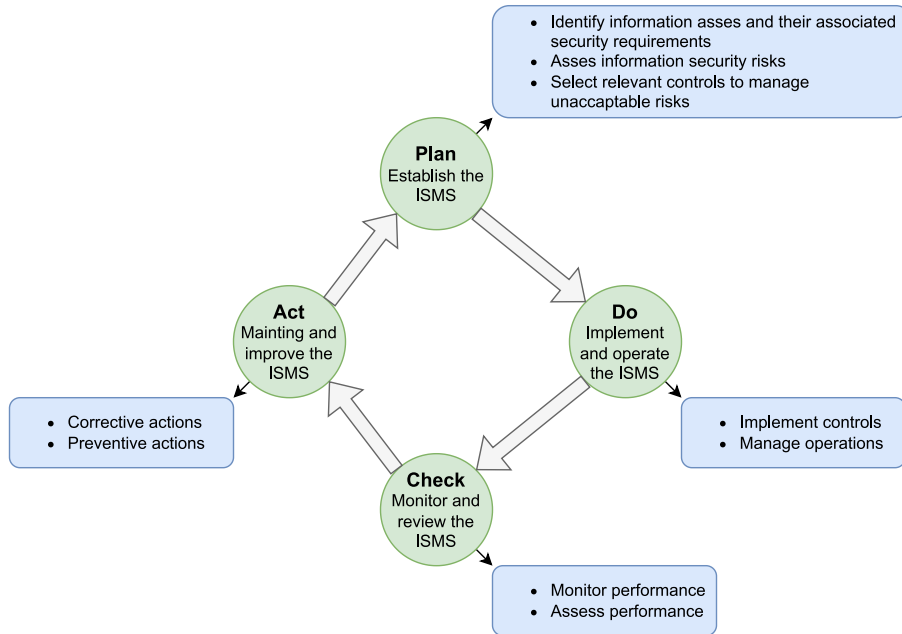 • Identify information asses and their associated
security requirements
• Asses information security risks
• Select relevant controls to manage
unaccaptable risks
Plan
Establish the
ISMS
Do
Implement
and operate
the ISMS
• Implement controls
• Manage operations
Check
Monitor and
review the
ISMS
• Monitor performance
• Assess performance
Act
Mainting and
improve the
ISMS
• Corrective actions
• Preventive actions